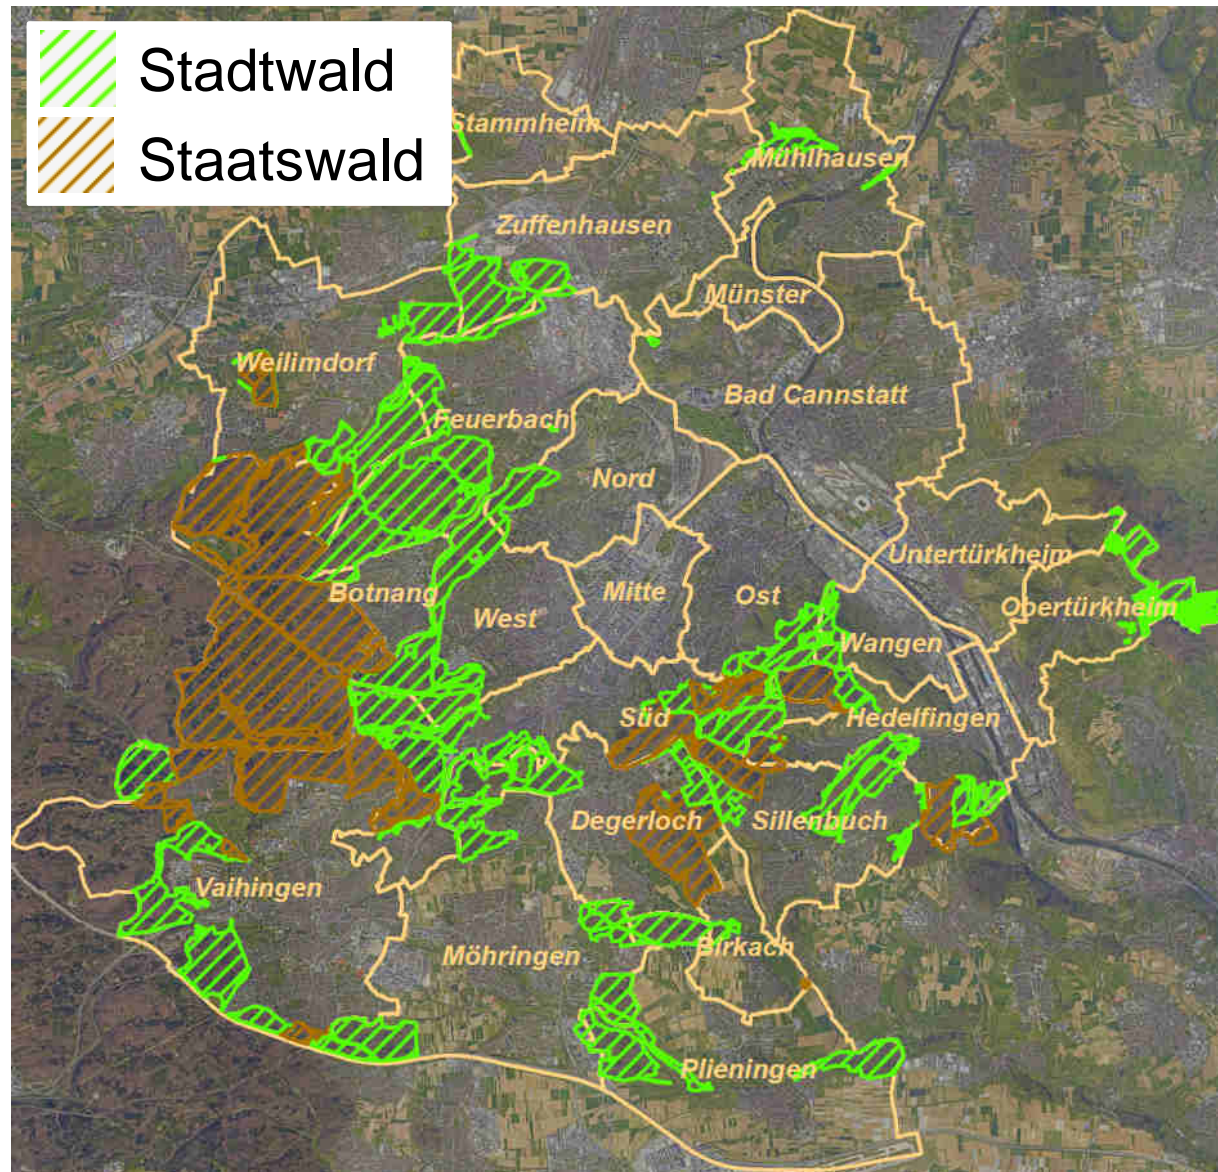 Stadtwald
Staatswald
Stammheim
Mühlhausen
Zuffenhausen
Münster
Weilimdorf
Bad Cannstatt
Feuerbach
Nord
Untertürkheim
Botnang
Mitte
Ost
Obertürkheim
West
Wangen
Süd
Hedelfingen
Degerloch
Sillenbuch
Vaihingen
Birkach
Möhringen
Plieningen